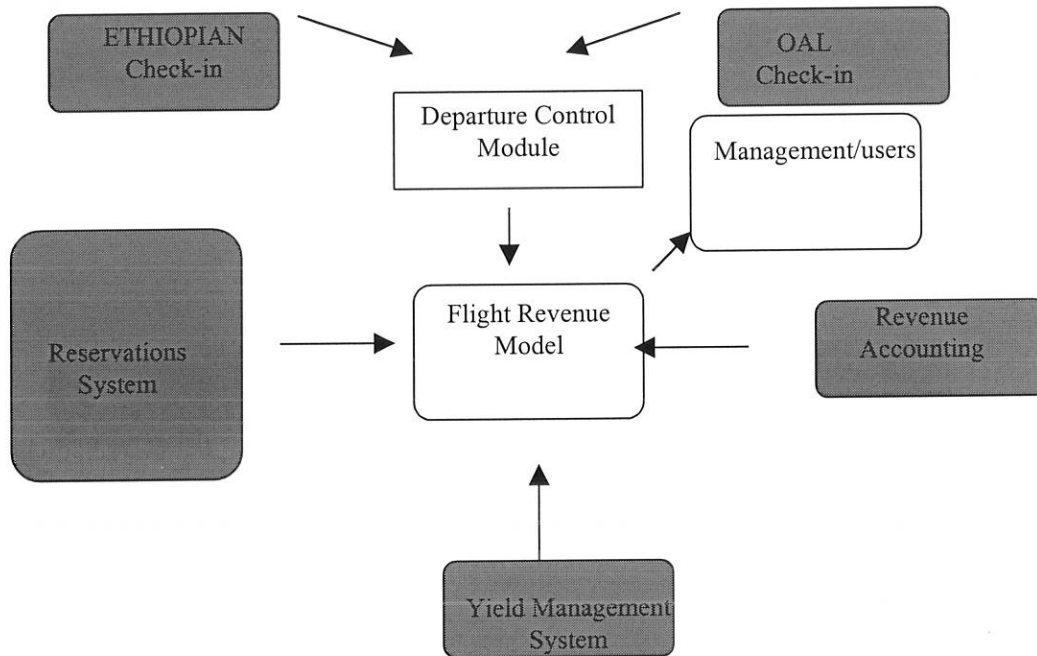 ETHIOPIAN
Check-in
OAL
Check-in
Departure Control
Module
Management/users
Flight Revenue
Model
Reservations
System
Revenue
Accounting
Yield Management
System